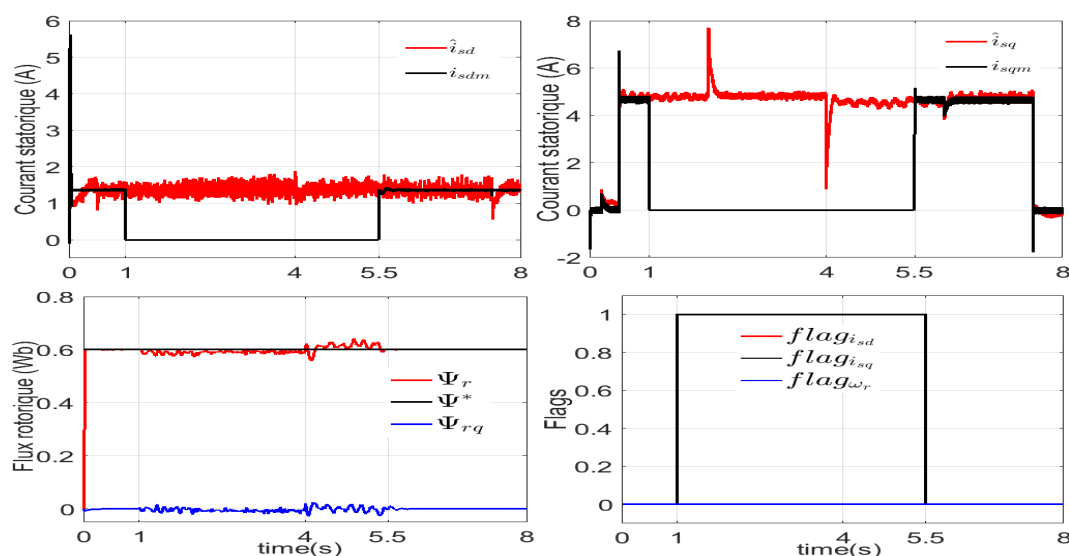 Courant statorique (A)
6
5
4
3
2
1
0
0 1 4 5.5 8
î_sd
i_sdm
Courant statorique (A)
8
6
4
2
0
-2
0 1 4 5.5 8
î_sq
i_sqm
Flux rotorique (Wb)
0.8
0.6
0.4
0.2
0
0 1 4 5.5 8
time(s)
Ψ_r
Ψ*
Ψ_rq
Flags
1
0.8
0.6
0.4
0.2
0
0 1 4 5.5 8
time(s)
flag_i_sd
flag_i_sq
flag_ω_r